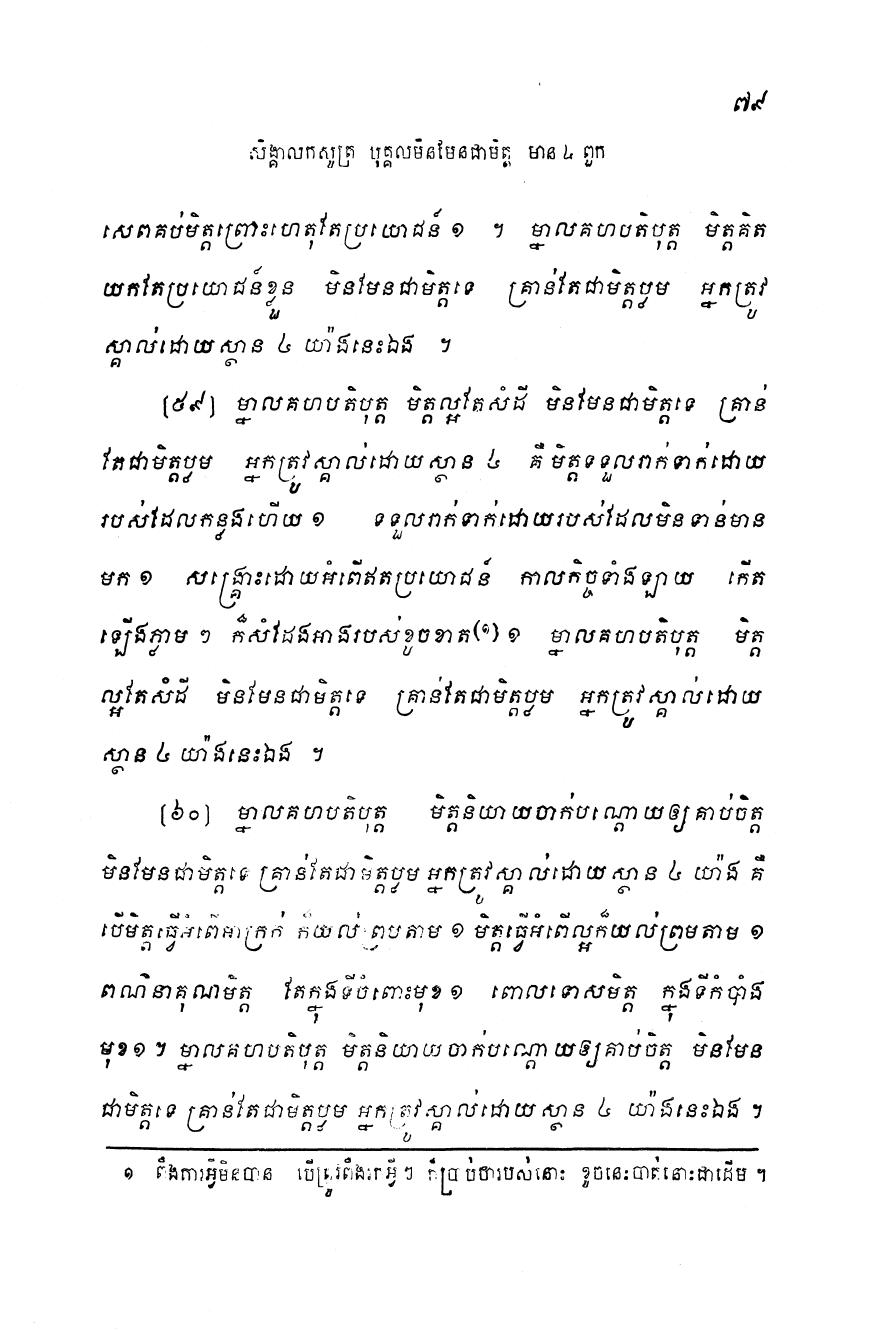 ៧៩
សិង្គាលកសូត្រ បុគ្គលមិនមែនជាមិត្ត មាន ៤ ពួក
សេពគប់មិត្តព្រោះហេតុតែប្រយោជន៍ ១ ។ ម្នាលគហបតិបុត្ត មិត្តគិត
យកតែប្រយោជន៍ខ្លួន មិនមែនជាមិត្តទេ គ្រាន់តែជាមិត្តប្ញម អ្នកត្រូវ
ស្គាល់ដោយស្ថាន ៤ យ៉ាងនេះឯង ។
(៥៩) ម្នាលគហបតិបុត្ត មិត្តល្អតែសំដី មិនមែនជាមិត្តទេ គ្រាន់
តែជាមិត្តប្ញម អ្នកត្រូវស្គាល់ដោយស្ថាន ៤ គឺ មិត្តទទួលរាក់ទាក់ដោយ
របស់ដែលកន្លងហើយ ១ ទទួលរាក់ទាក់ដោយរបស់ដែលមិនទាន់មាន
មក ១ សង្គ្រោះដោយអំពើឥតប្រយោជន៍ កាលកិច្ចទាំងឡាយ កើត
ឡើងភ្លាម ៗ ក៏សំដែងអាងរបស់ខូចខាត(១) ១ ម្នាលគហបតិបុត្ត មិត្ត
ល្អតែសំដី មិនមែនជាមិត្តទេ គ្រាន់តែជាមិត្តប្ញម អ្នកត្រូវស្គាល់ដោយ
ស្ថាន ៤ យ៉ាងនេះឯង ។
(៦០) ម្នាលគហបតិបុត្ត មិត្តនិយាយចាក់បណ្តោយឲ្យគាប់ចិត្ត
មិនមែនជាមិត្តទេ គ្រាន់តែជាមិត្តប្ញម អ្នកត្រូវស្គាល់ដោយស្ថាន ៤ យ៉ាង គឺ
បើមិត្តធ្វើអំពើអាក្រក់ ក៏យល់ព្រមតាម ១ មិត្តធ្វើអំពើល្អក៏យល់ព្រមតាម ១
ពណ៌នាគុណមិត្ត តែក្នុងទីចំពោះមុខ ១ ពោលទោសមិត្ត ក្នុងទីកំបាំង
មុខ ១ ។ ម្នាលគហបតិបុត្ត មិត្តនិយាយចាក់បណ្តោយឲ្យគាប់ចិត្ត មិនមែន
ជាមិត្តទេ គ្រាន់តែជាមិត្តប្ញម អ្នកត្រូវស្គាល់ដោយស្ថាន ៤ យ៉ាងនេះឯង ។
១ ពឹងការអ្វីមិនបាន បើត្រូវពឹងរកអ្វី ៗ ក៏ប្រាប់ថារបស់នោះ ខូចនេះបាត់នោះជាដើម ។